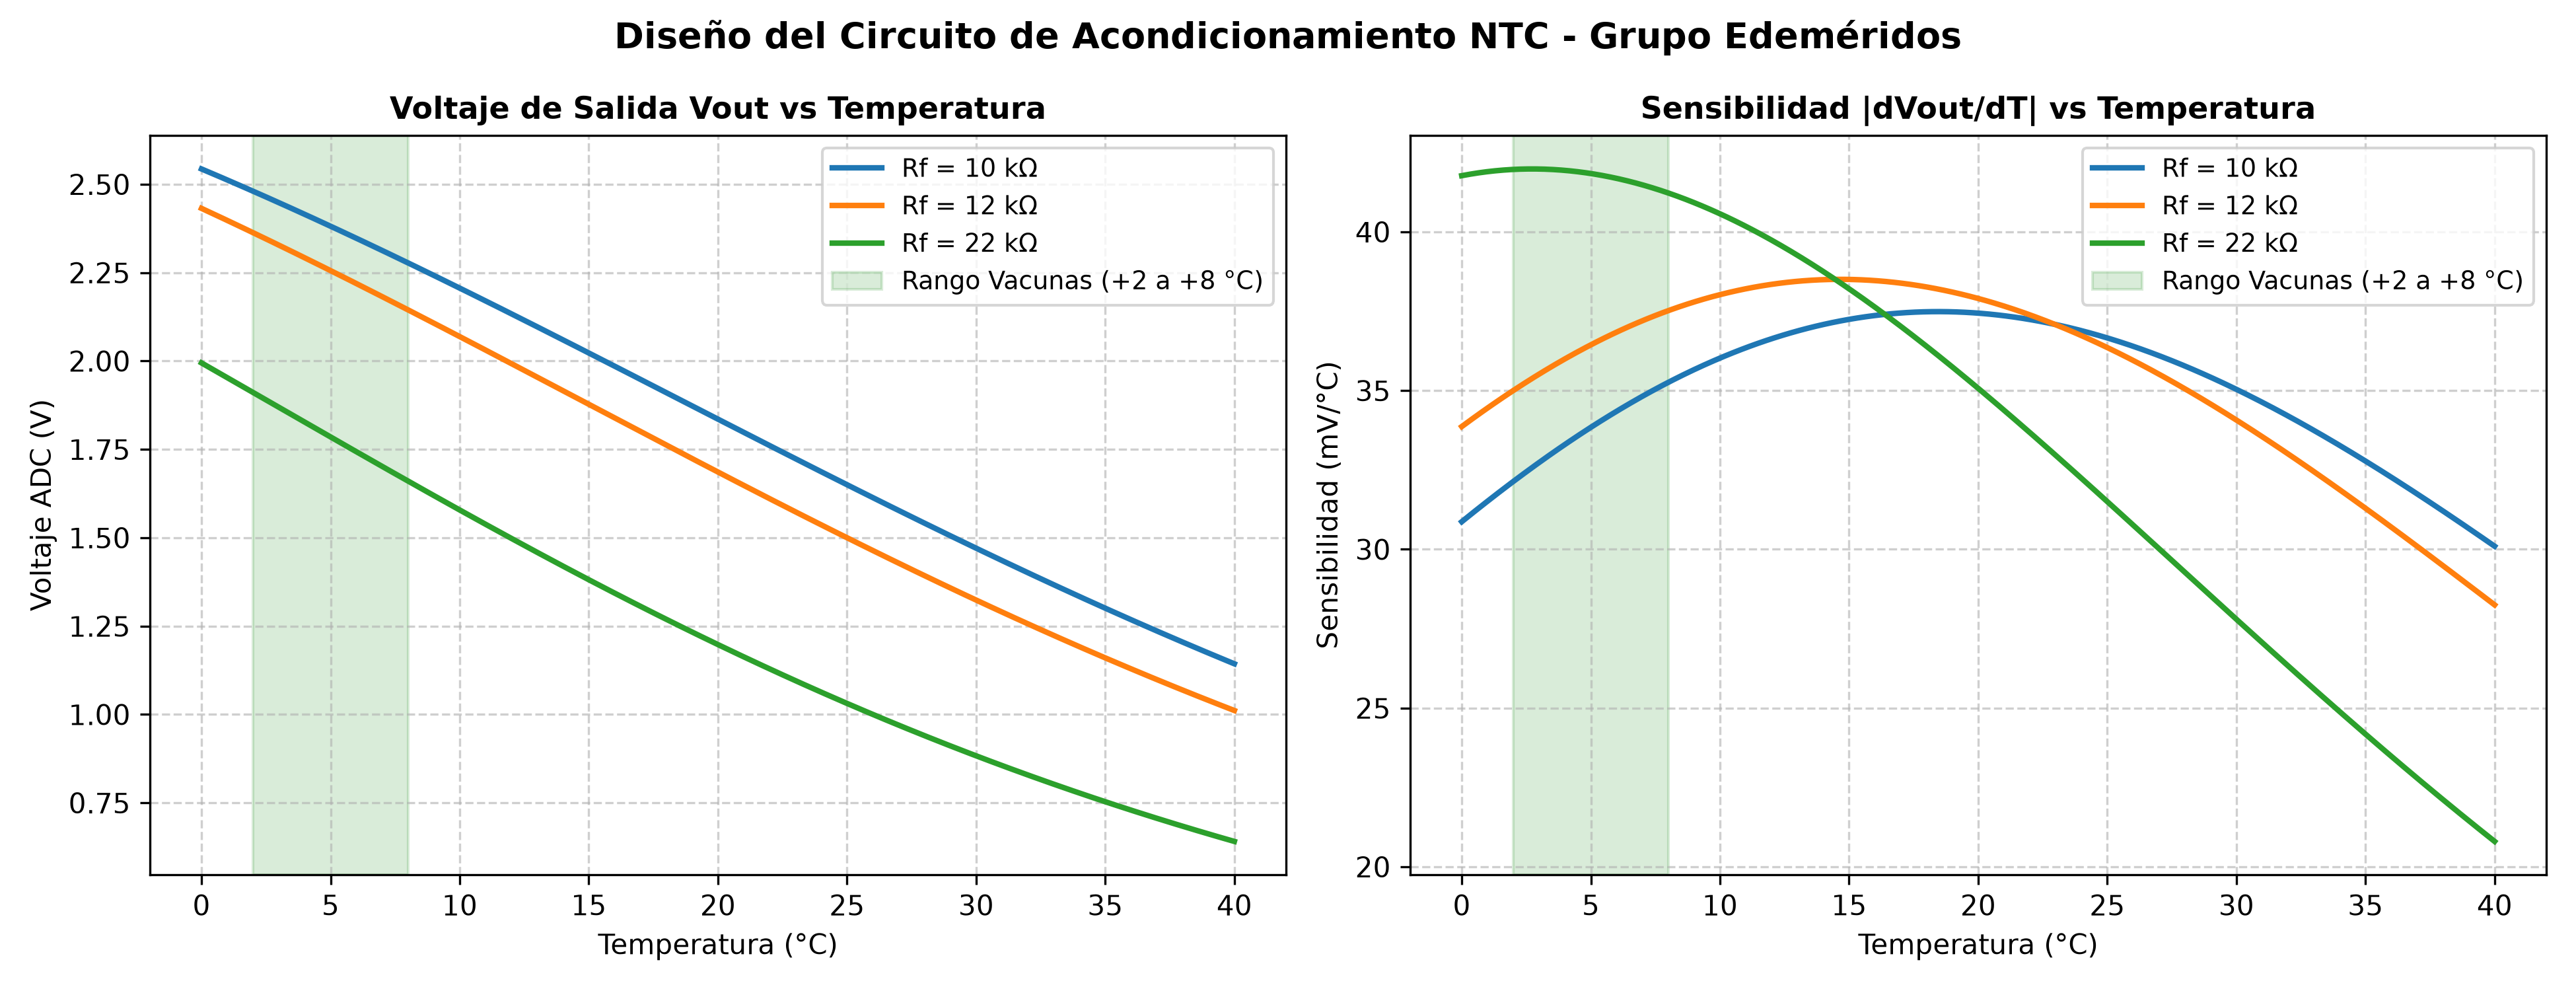 Diseño del Circuito de Acondicionamiento NTC - Grupo Edeméridos
Voltaje de Salida Vout vs Temperatura
Voltaje ADC (V)
2.50
2.25
2.00
1.75
1.50
1.25
1.00
0.75
Rf = 10 kΩ
Rf = 12 kΩ
Rf = 22 kΩ
Rango Vacunas (+2 a +8 °C)
0 5 10 15 20 25 30 35 40
Temperatura (°C)
Sensibilidad |dVout/dT| vs Temperatura
Sensibilidad (mV/°C)
40
35
30
25
20
Rf = 10 kΩ
Rf = 12 kΩ
Rf = 22 kΩ
Rango Vacunas (+2 a +8 °C)
0 5 10 15 20 25 30 35 40
Temperatura (°C)